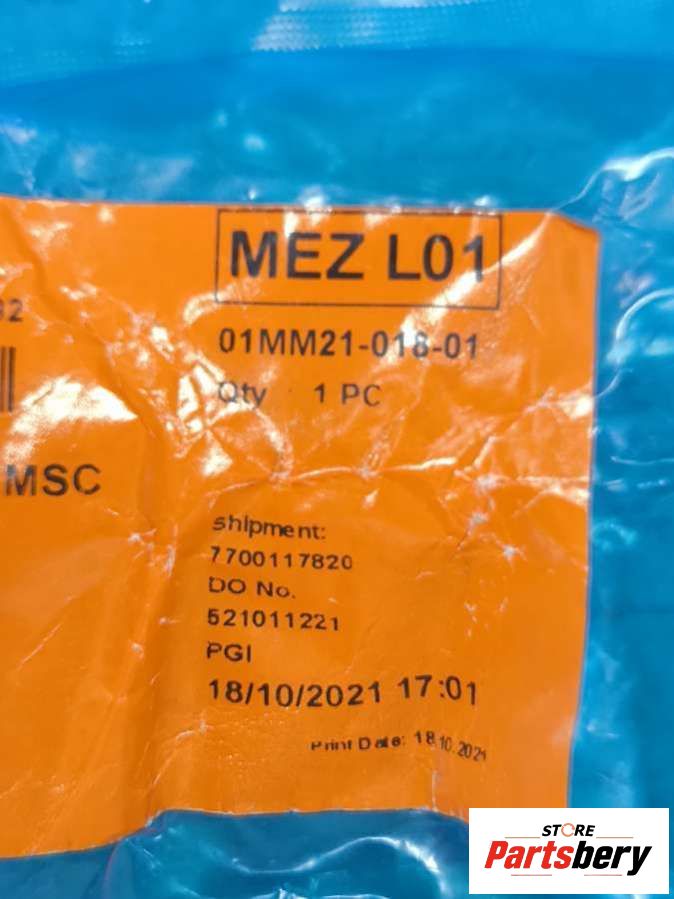 MEZ L01
32
01MM21-018-01
Qty 1 PC
MSC
Shipment:
7700117820
DO No.
521011221
PGI
18/10/2021 17:01
Print Date: 18.10.2021
STORE
Partsbery